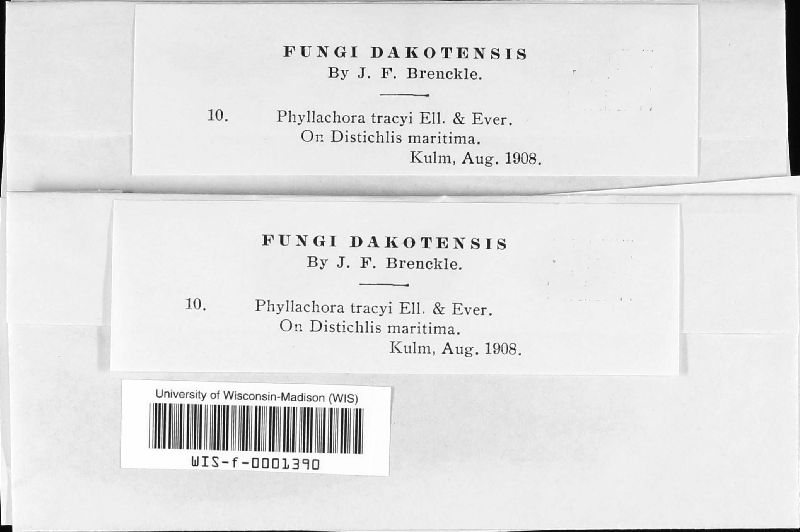 FUNGI DAKOTENSIS
By J. F. Brenckle.
10. Phyllachora tracyi Ell. & Ever.
On Distichlis maritima.
Kulm, Aug. 1908.
FUNGI DAKOTENSIS
By J. F. Brenckle.
10. Phyllachora tracyi Ell. & Ever.
On Distichlis maritima.
Kulm, Aug. 1908.
University of Wisconsin-Madison (WIS)
WIS-f-0001390